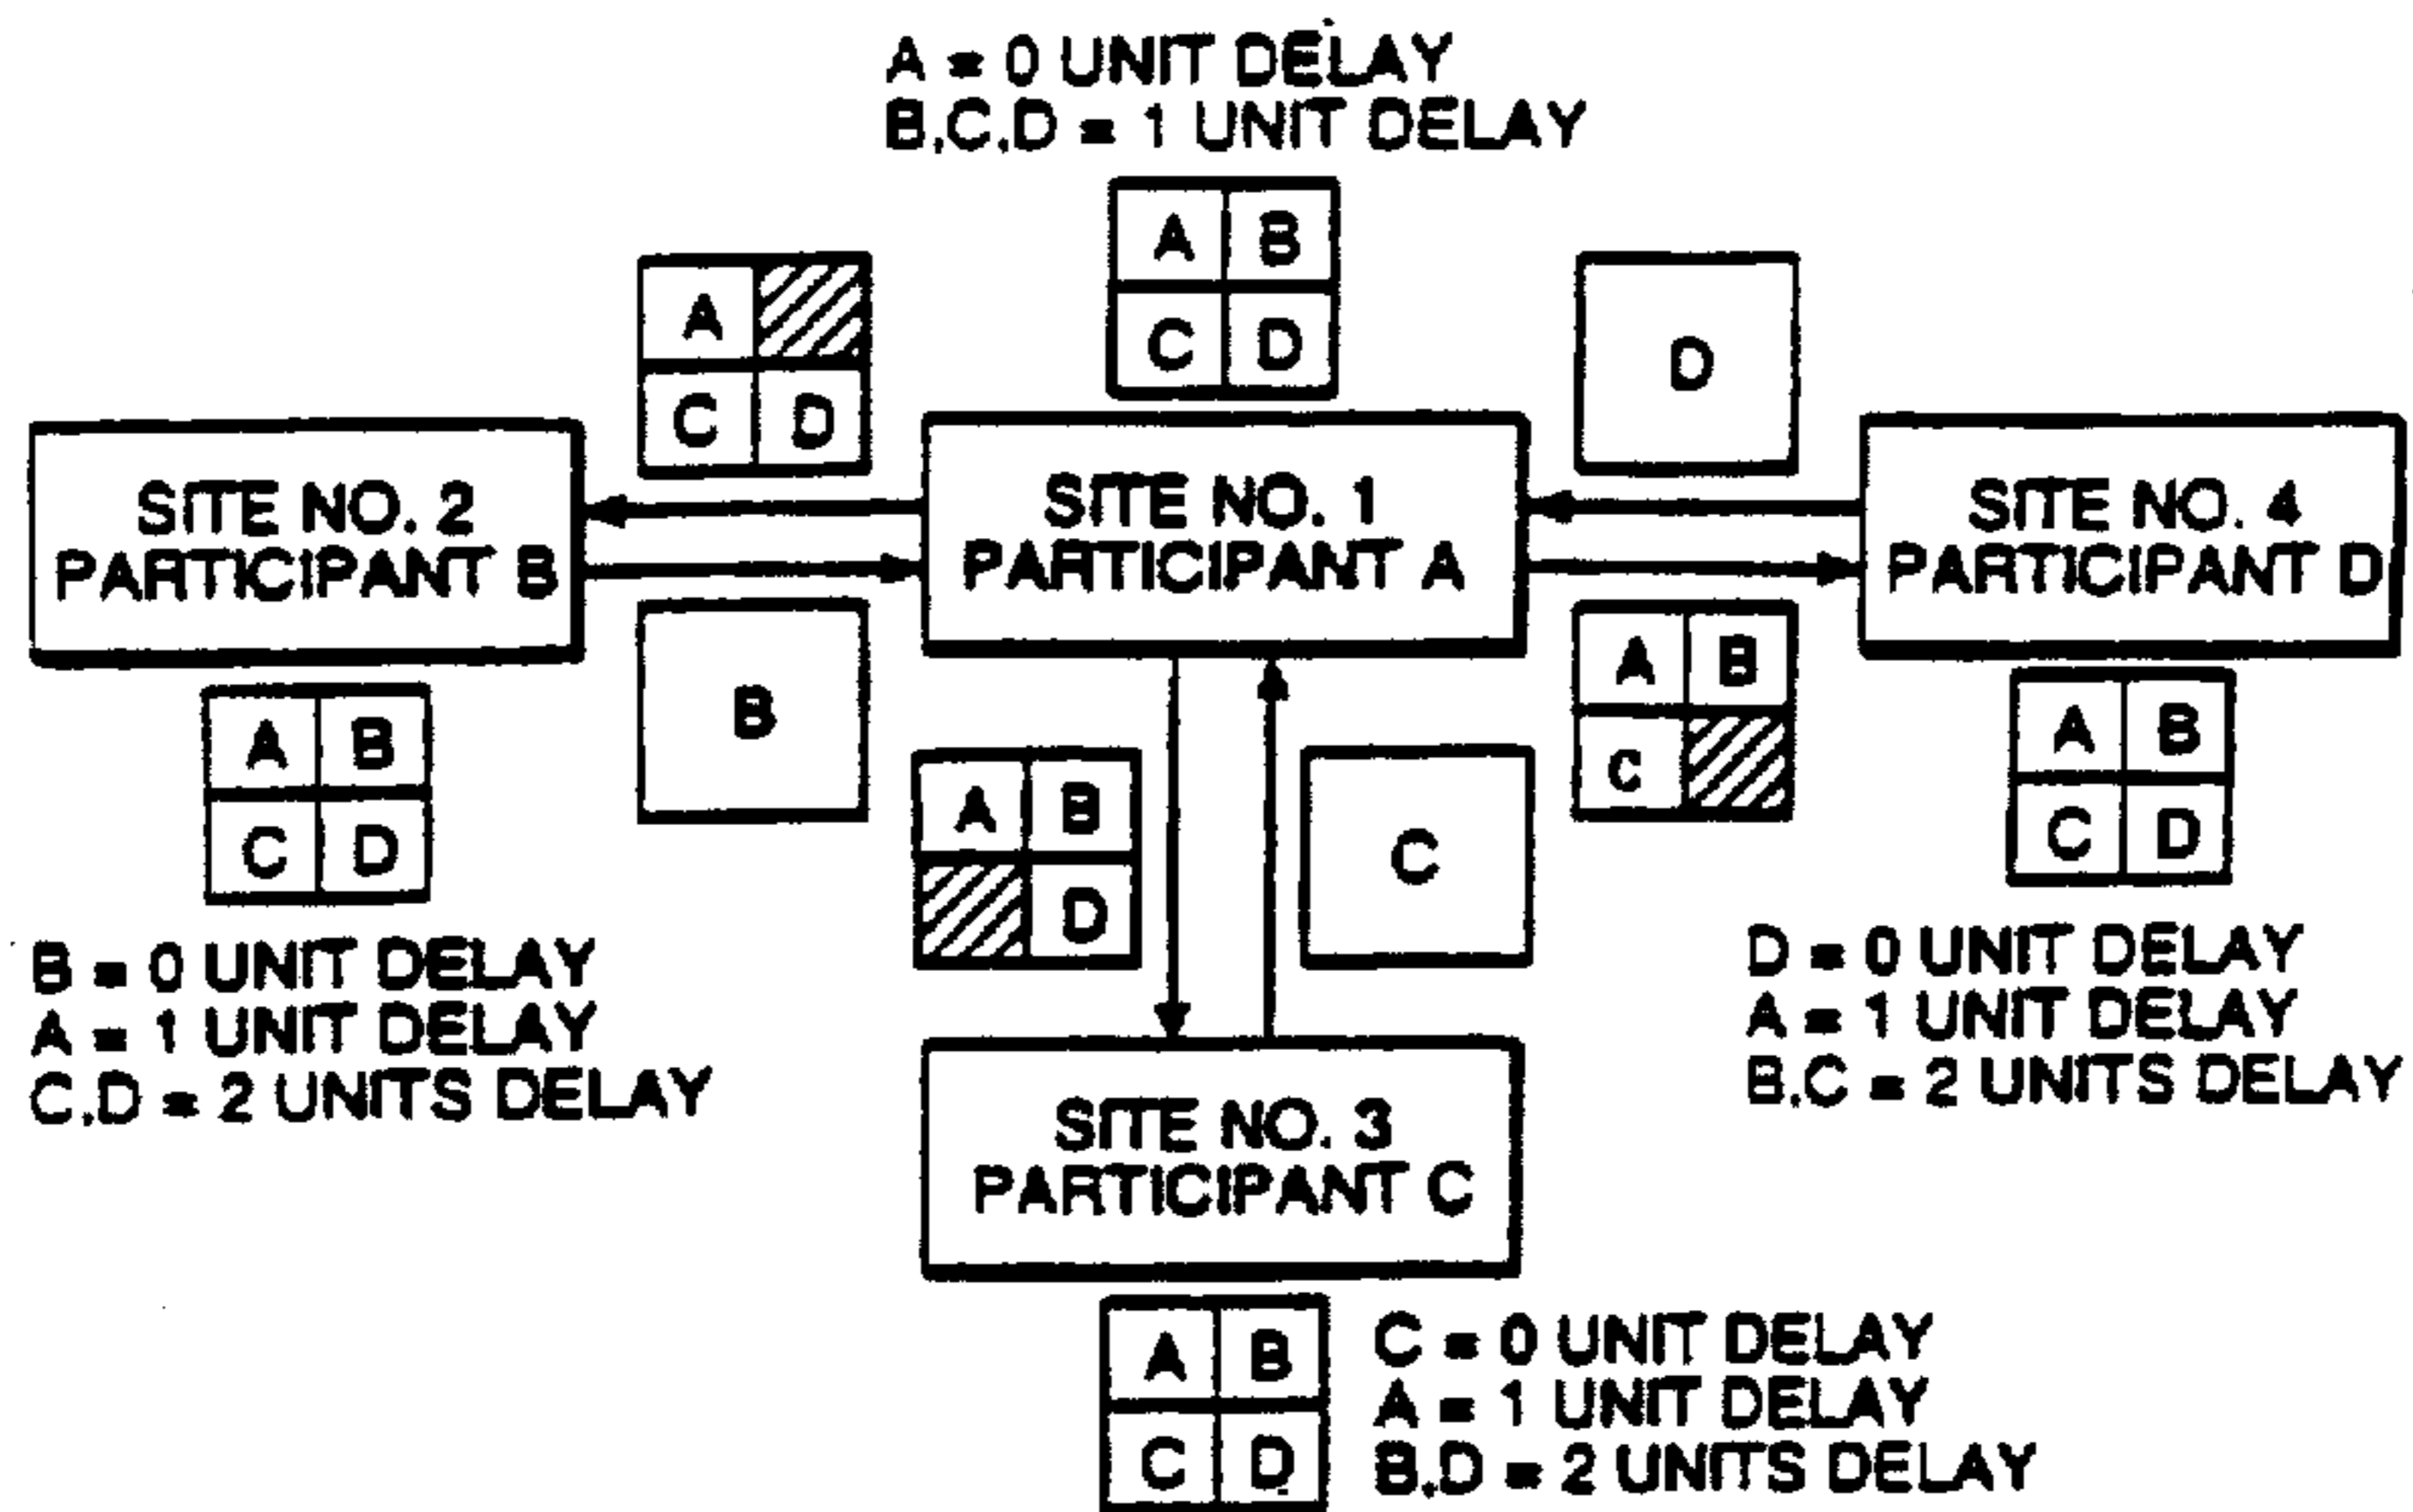 A = 0 UNIT DELAY
B,C,D = 1 UNIT DELAY
A B
C D
A
C D
D
SITE NO. 2
PARTICIPANT B
SITE NO. 1
PARTICIPANT A
SITE NO. 4
PARTICIPANT D
A B
C D
B
A B
D
C
A B
C
A B
C D
B = 0 UNIT DELAY
A = 1 UNIT DELAY
C,D = 2 UNITS DELAY
D = 0 UNIT DELAY
A = 1 UNIT DELAY
B,C = 2 UNITS DELAY
SITE NO. 3
PARTICIPANT C
A B
C D
C = 0 UNIT DELAY
A = 1 UNIT DELAY
B,D = 2 UNITS DELAY